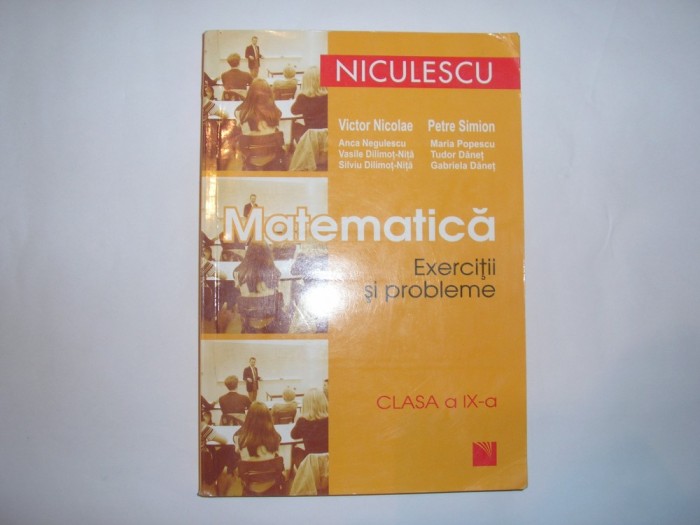 NICULESCU
Victor Nicolae Petre Simion
Anca Negulescu Maria Popescu
Vasile Dilimoț-Niță Tudor Dăneț
Silviu Dilimoț-Niță Gabriela Dăneț
Matematică
Exerciții
și probleme
CLASA a IX-a